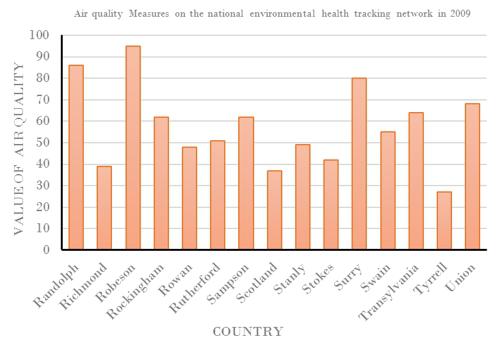 Air quality Measures on the national environmental health tracking network in 2009
VALUE OF AIR QUALITY
100
90
80
70
60
50
40
30
20
10
0
Randolph
Richmond
Robeson
Rockingham
Rowan
Rutherford
Sampson
Scotland
Stanly
Stokes
Surry
Swain
Transylvania
Tyrrell
Union
COUNTRY